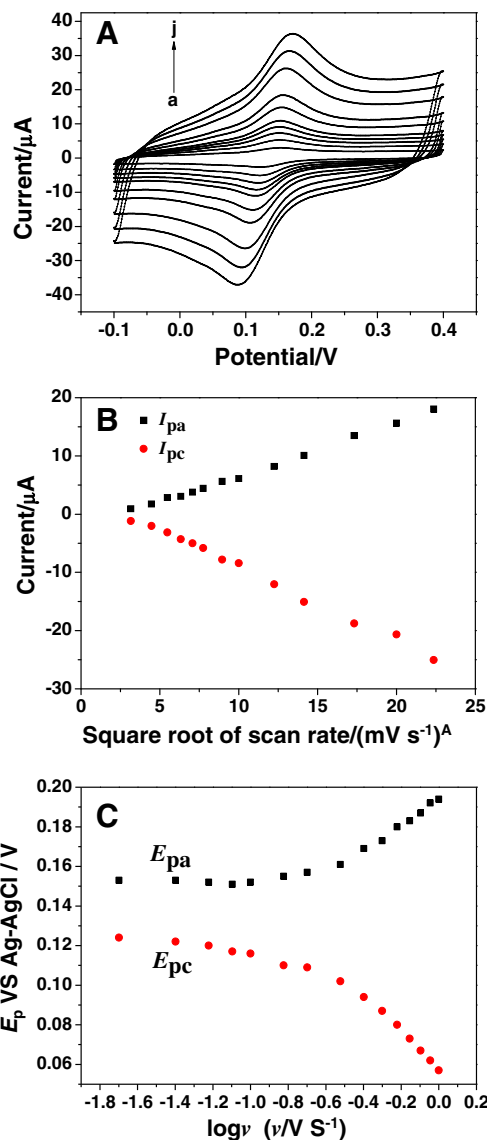 A
j
a
40
30
20
10
0
-10
-20
-30
-40
Current/μA
-0.1 0.0 0.1 0.2 0.3 0.4
Potential/V
B
Ipa
Ipc
20
10
0
-10
-20
-30
Current/μA
0 5 10 15 20 25
Square root of scan rate/(mV s⁻¹)ᴬ
C
Epa
Epc
0.20
0.18
0.16
0.14
0.12
0.10
0.08
0.06
Ep VS Ag-AgCl / V
-1.8 -1.6 -1.4 -1.2 -1.0 -0.8 -0.6 -0.4 -0.2 0.0 0.2
logv (v/V S⁻¹)